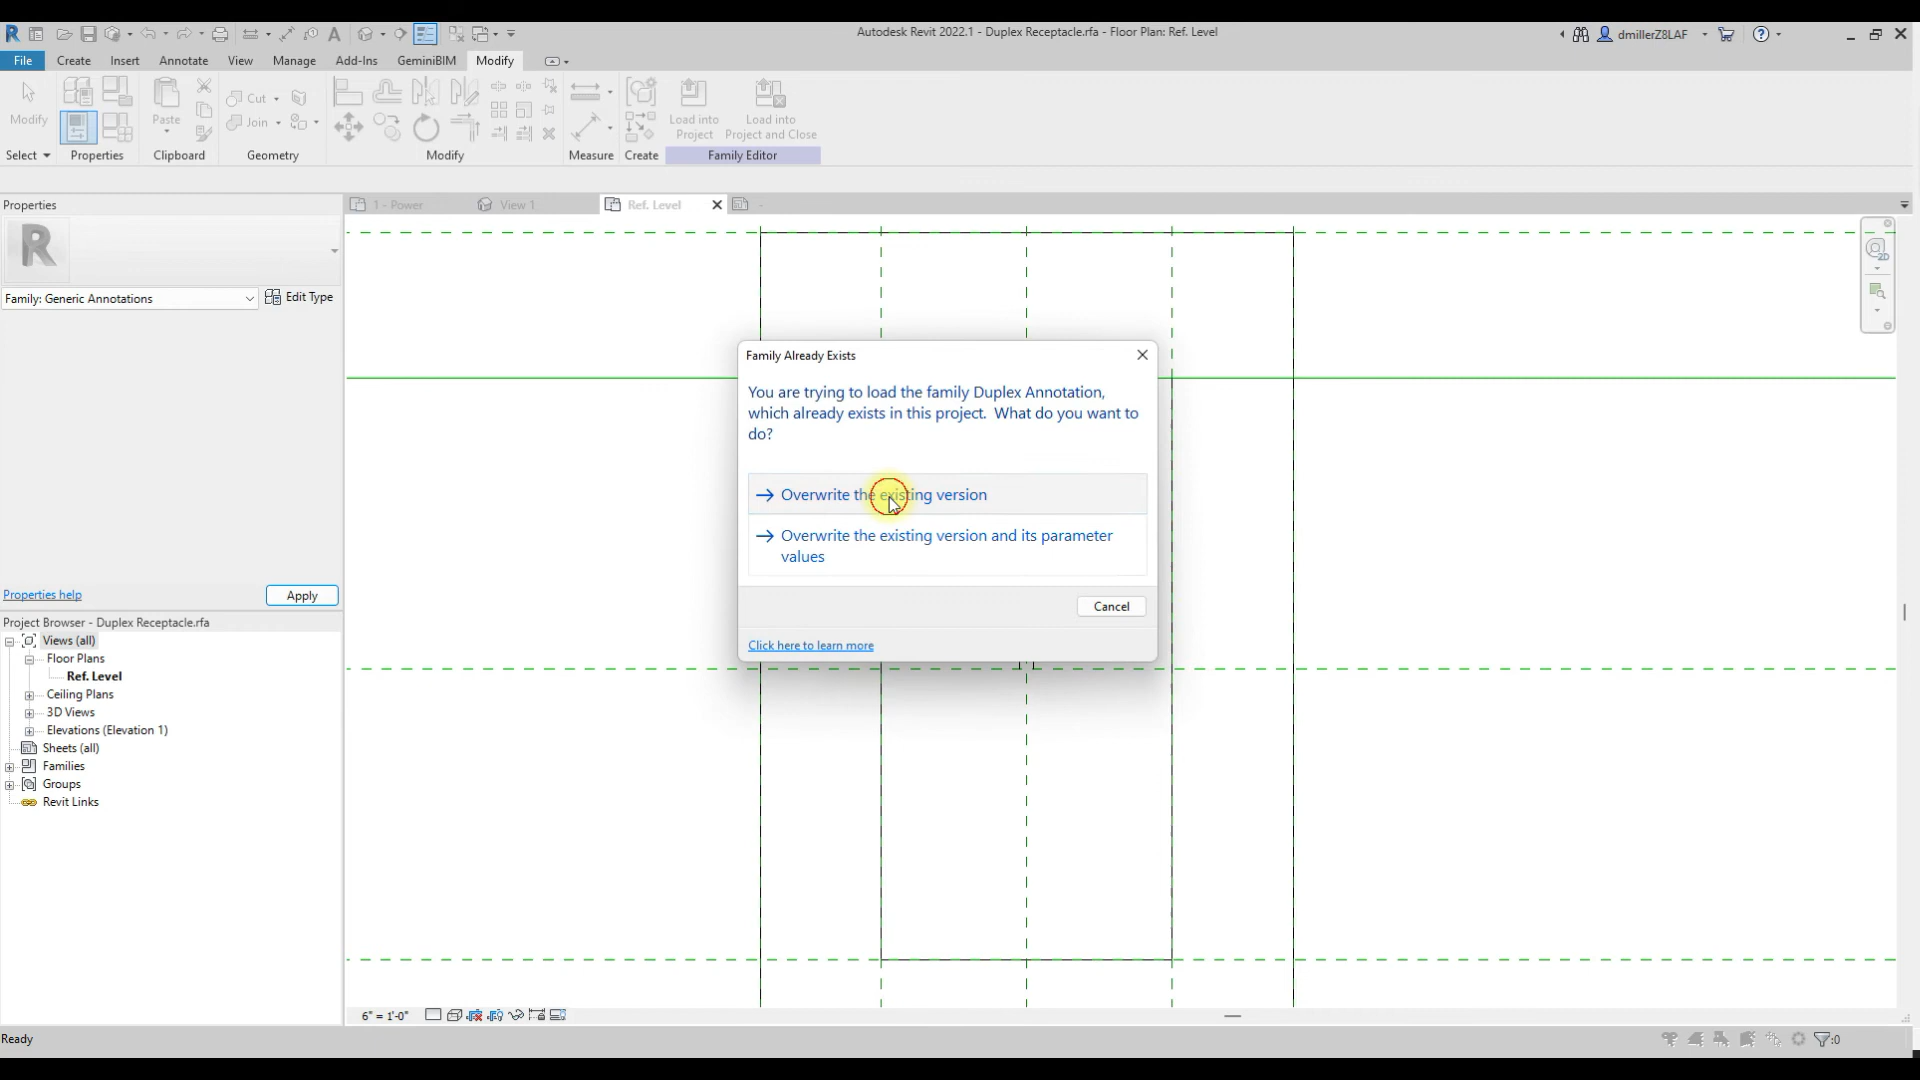 Autodesk Revit 2022.1 - Duplex Receptacle.rfa - Floor Plan: Ref. Level
dmillerZ8LAF
File Create Insert Annotate View Manage Add-Ins GeminiBIM Modify
Modify
Paste
Cut
Join
Load into
Project
Load into
Project and Close
Select Properties Clipboard Geometry Modify Measure Create Family Editor
Properties
1 - Power
View 1
Ref. Level
-
R
2D
Family: Generic Annotations
Edit Type
Family Already Exists
You are trying to load the family Duplex Annotation,
which already exists in this project. What do you want to
do?
Overwrite the existing version
Overwrite the existing version and its parameter
values
Cancel
Click here to learn more
Properties help
Apply
Project Browser - Duplex Receptacle.rfa
Views (all)
Floor Plans
Ref. Level
Ceiling Plans
3D Views
Elevations (Elevation 1)
Sheets (all)
Families
Groups
Revit Links
6" = 1'-0"
Ready
:0